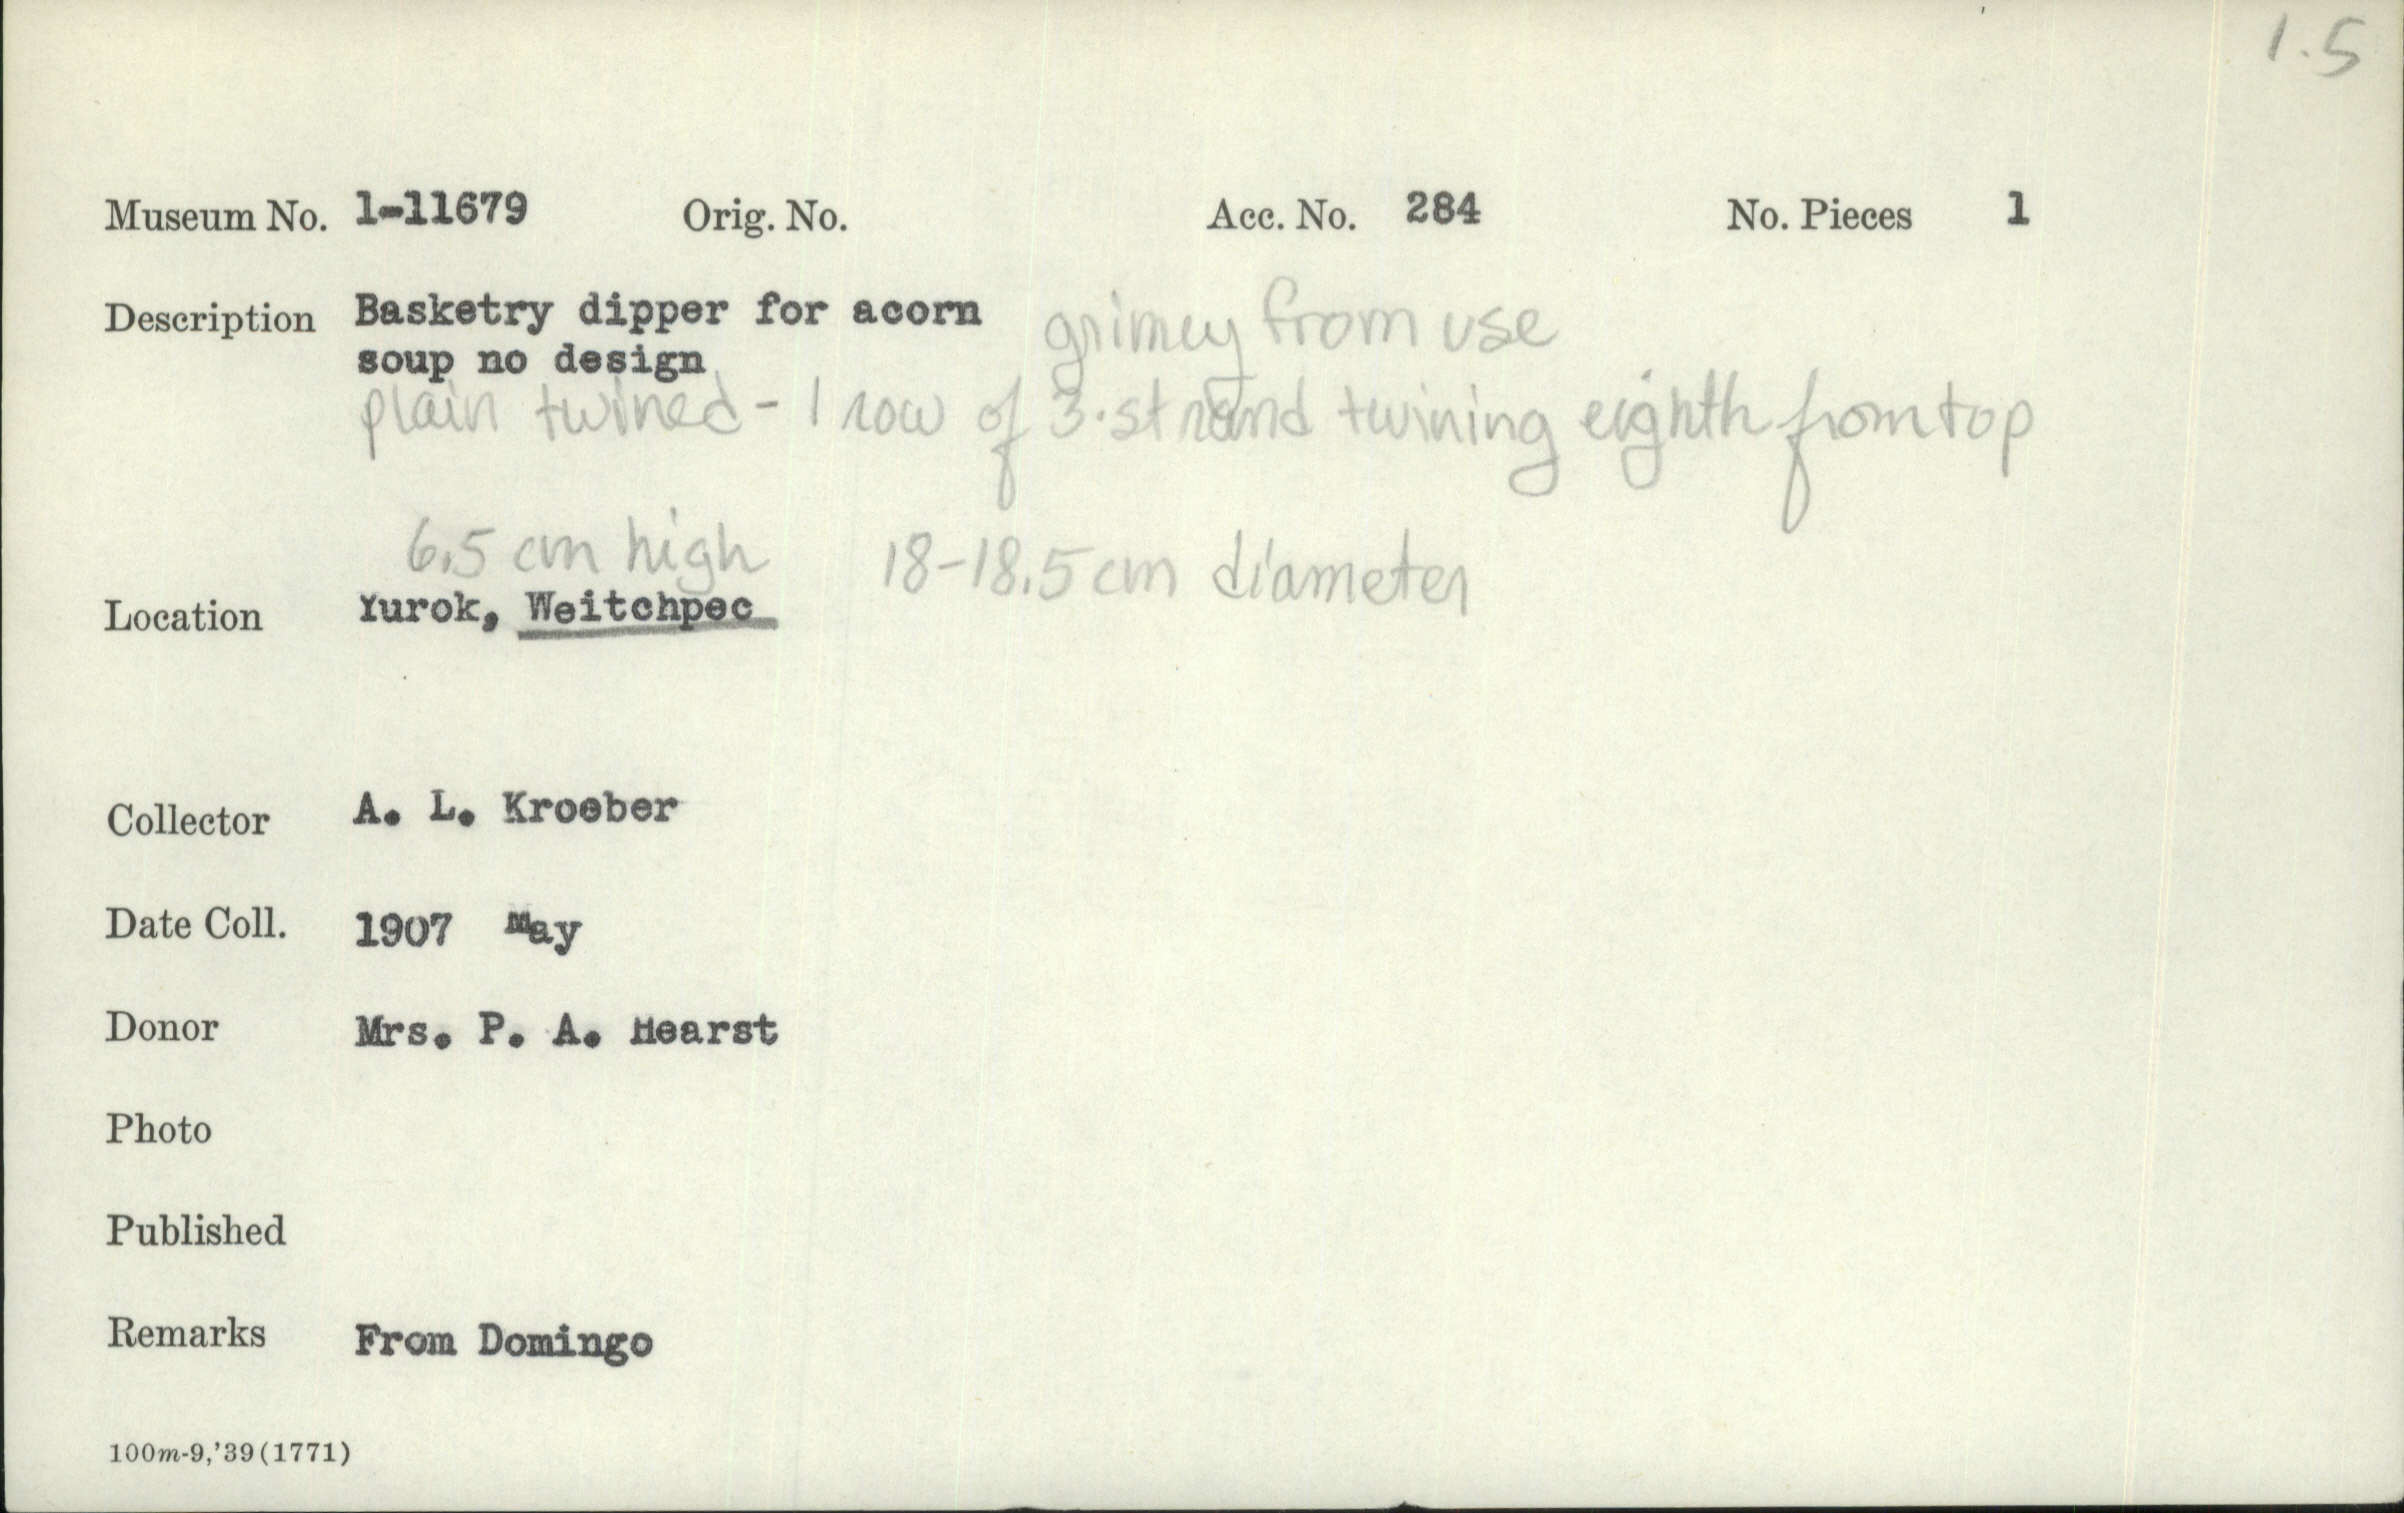 1.5
Museum No. 1-11679 Orig. No. Acc. No. 284 No. Pieces 1
Description Basketry dipper for acorn grimey from use
soup no design
plain twined - 1 row of 3-strand twining eighth from top
6.5 cm high 18-18.5 cm diameter
Location Yurok, Weitchpec
Collector A. L. Kroeber
Date Coll. 1907 May
Donor Mrs. P. A. Hearst
Photo
Published
Remarks From Domingo
100m-9,'39(1771)